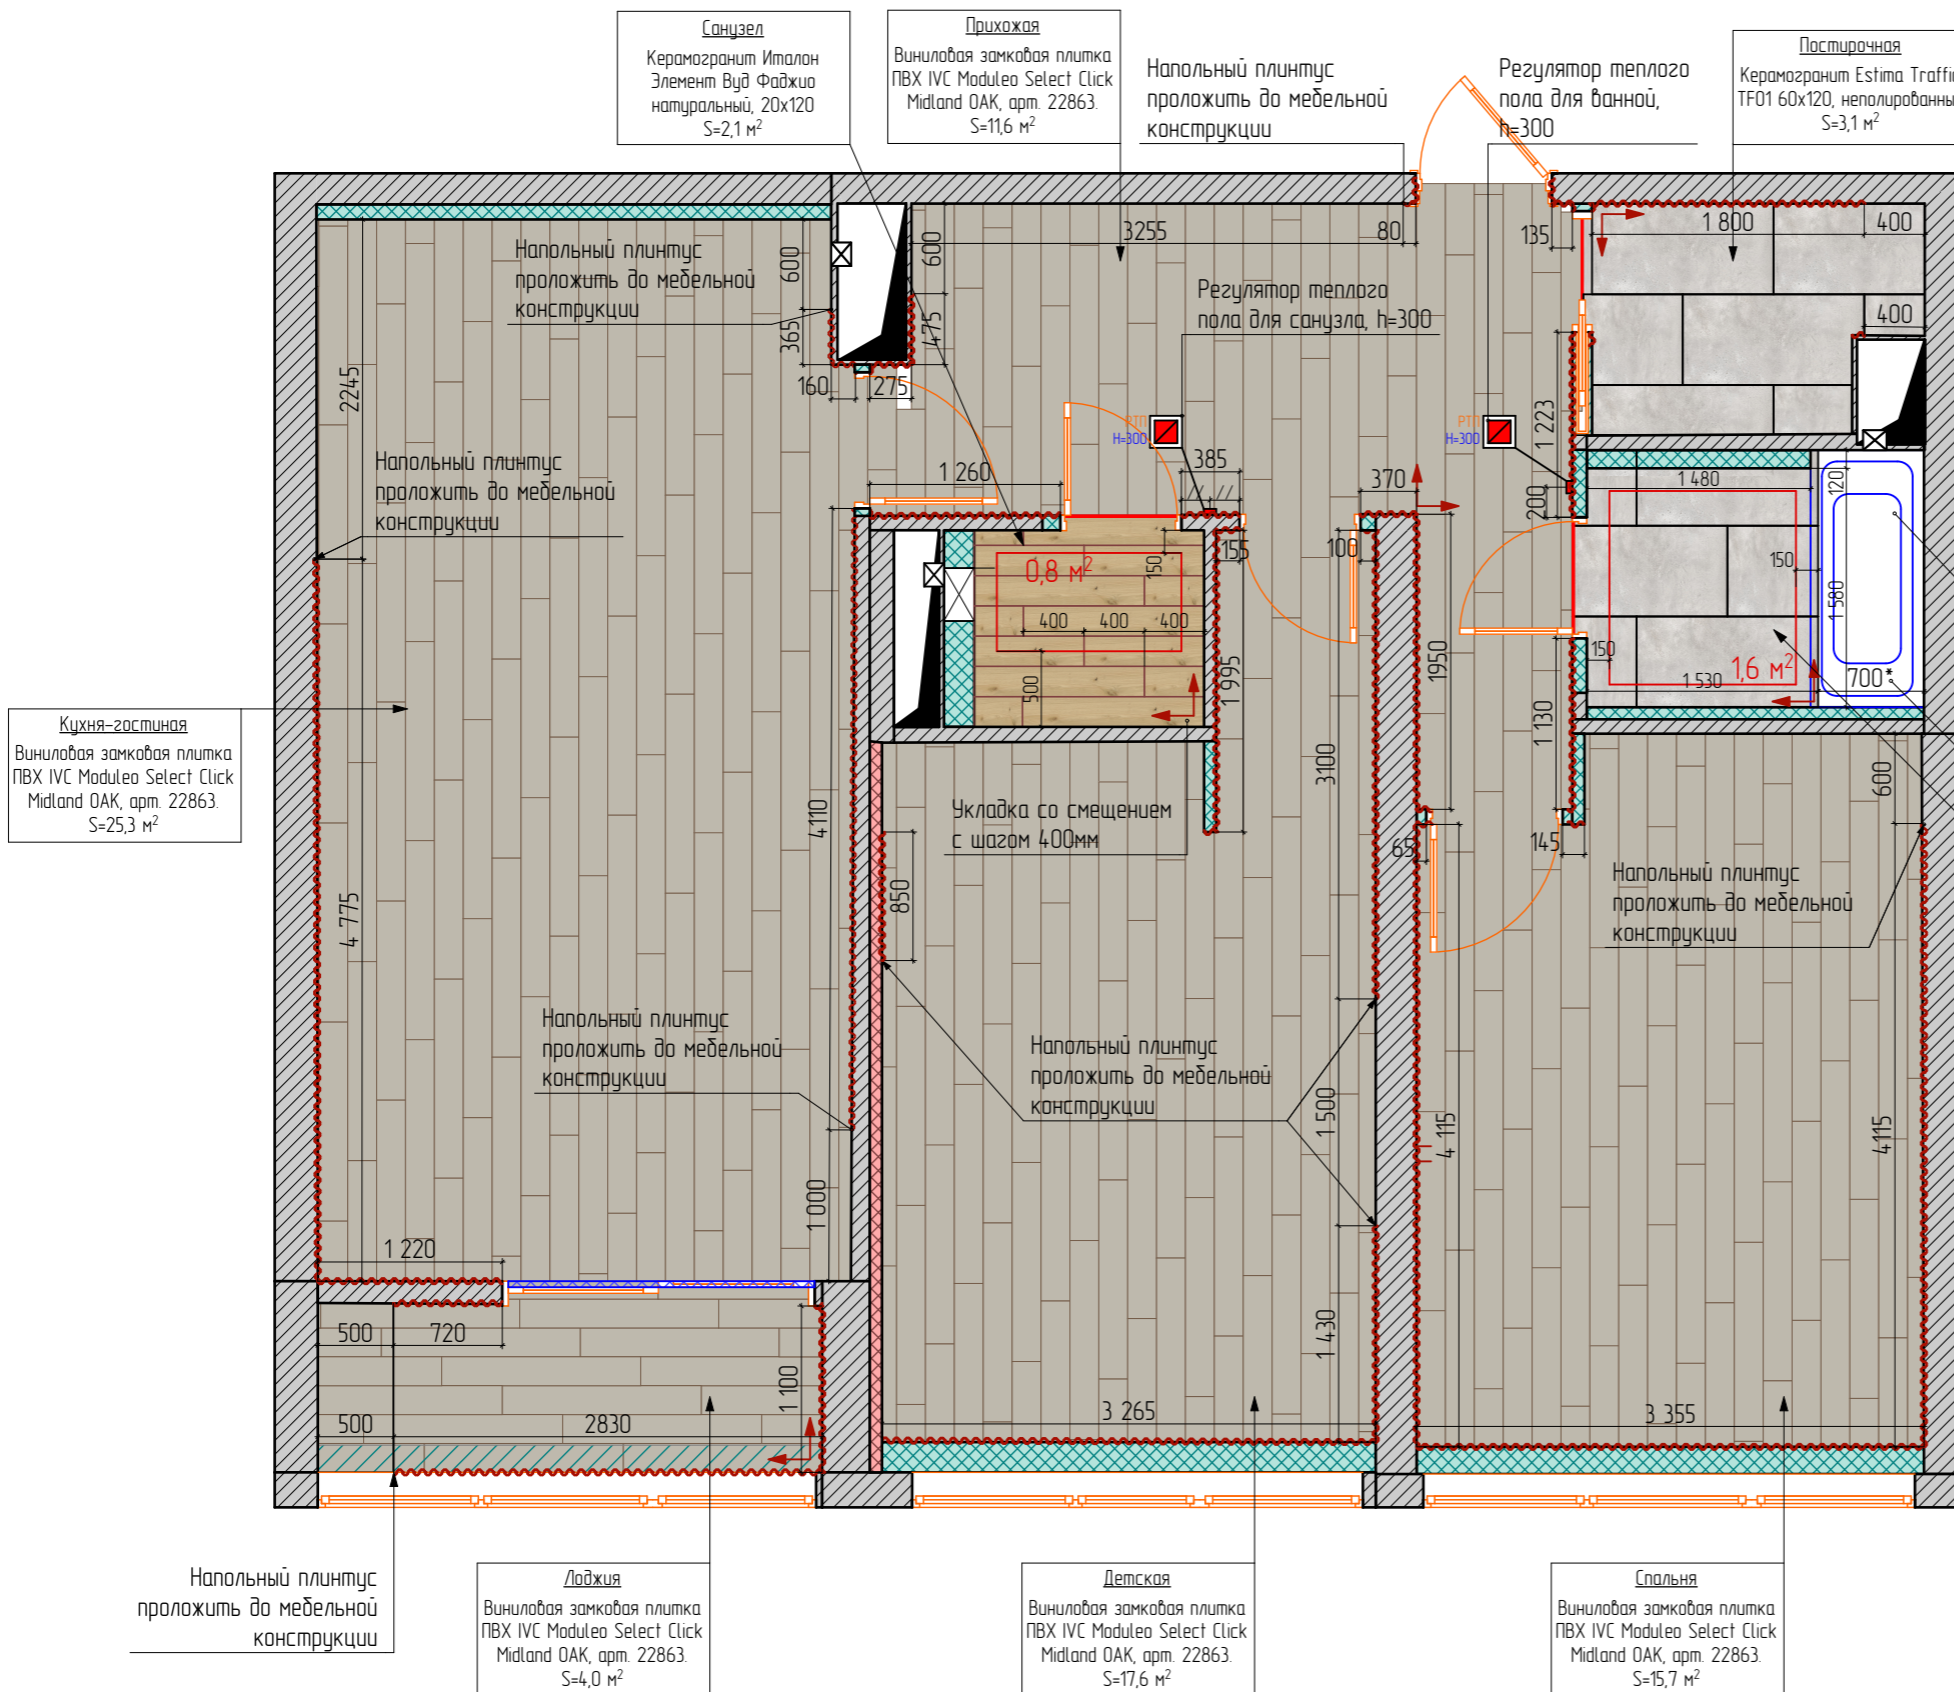 Санузел
Керамогранит Италон
Элемент Вуд Фаджио
натуральный, 20х120
S=2,1 м²
Прихожая
Виниловая замковая плитка
ПВХ IVC Moduleo Select Click
Midland OAK, арт. 22863.
S=11,6 м²
Напольный плинтус
проложить до мебельной
конструкции
Регулятор теплого
пола для ванной,
h=300
Постирочная
Керамогранит Estima Traffic
TF01 60х120, неполированный
S=3,1 м²
3255
80
135
1 800
400
600
600
Напольный плинтус
проложить до мебельной
конструкции
Регулятор теплого
пола для санузла, h=300
400
365
475
2245
160
275
1 223
РТП
H=300
РТП
H=300
Напольный плинтус
проложить до мебельной
конструкции
1 260
385
370
200
1 480
120
155
100
150
0,8 м²
150
400
400
400
1 580
500
1 995
1950
150
1,6 м²
700*
1 530
1 130
Кухня-гостиная
Виниловая замковая плитка
ПВХ IVC Moduleo Select Click
Midland OAK, арт. 22863.
S=25,3 м²
4110
3100
600
Укладка со смещением
с шагом 400мм
65
145
850
4 775
Напольный плинтус
проложить до мебельной
конструкции
Напольный плинтус
проложить до мебельной
конструкции
Напольный плинтус
проложить до мебельной
конструкции
1 500
4 115
4115
1 000
1 220
500
720
1 430
1 100
500
2830
3 265
3 355
Напольный плинтус
проложить до мебельной
конструкции
Лоджия
Виниловая замковая плитка
ПВХ IVC Moduleo Select Click
Midland OAK, арт. 22863.
S=4,0 м²
Детская
Виниловая замковая плитка
ПВХ IVC Moduleo Select Click
Midland OAK, арт. 22863.
S=17,6 м²
Спальня
Виниловая замковая плитка
ПВХ IVC Moduleo Select Click
Midland OAK, арт. 22863.
S=15,7 м²